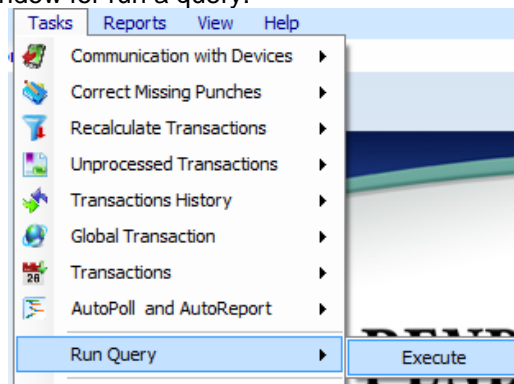 ndow for run a query.
Tasks Reports View Help
Communication with Devices
Correct Missing Punches
Recalculate Transactions
Unprocessed Transactions
Transactions History
Global Transaction
26 Transactions
AutoPoll and AutoReport
Run Query Execute